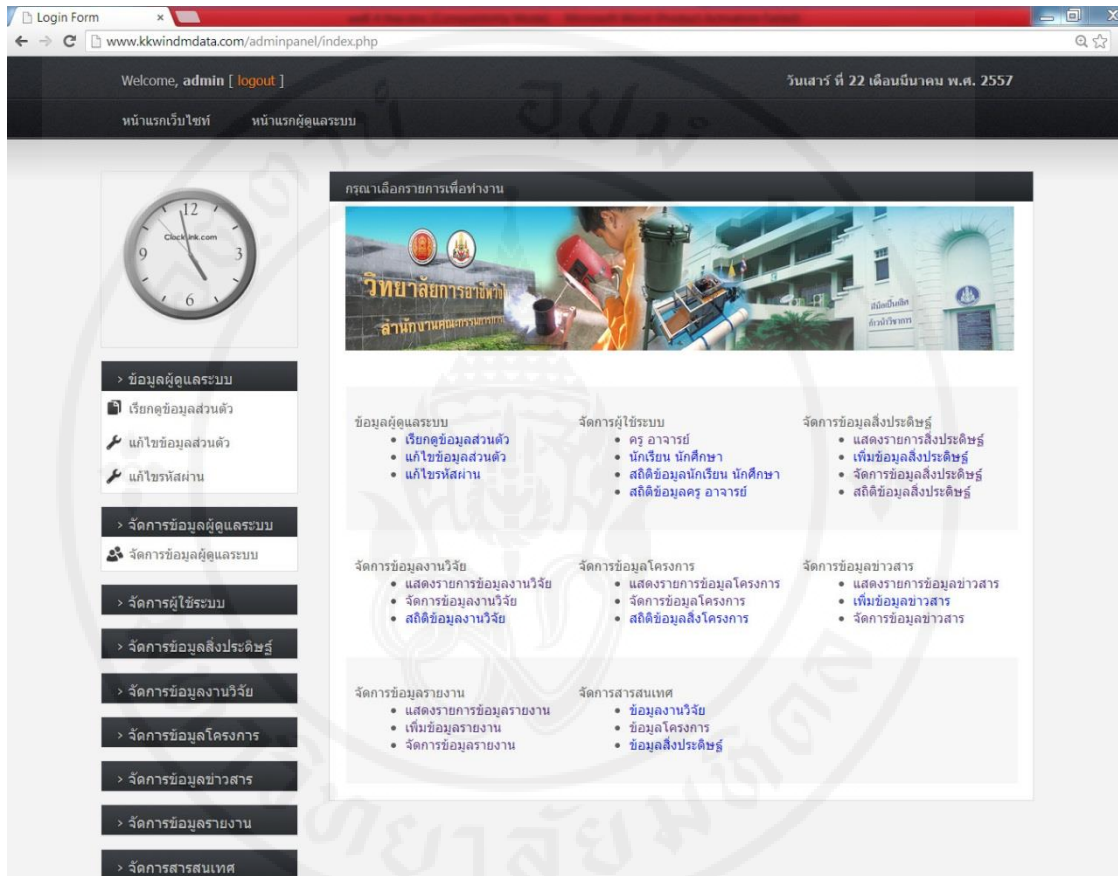 Login Form
www.kkwindmdata.com/adminpanel/index.php
Welcome, admin [ logout ]
วันเสาร์ ที่ 22 เดือนมีนาคม พ.ศ. 2557
หน้าแรกเว็บไซท์ หน้าแรกผู้ดูแลระบบ
12
ClockLink.com
9 3
6
> ข้อมูลผู้ดูแลระบบ
เรียกดูข้อมูลส่วนตัว
แก้ไขข้อมูลส่วนตัว
แก้ไขรหัสผ่าน
> จัดการข้อมูลผู้ดูแลระบบ
จัดการข้อมูลผู้ดูแลระบบ
> จัดการผู้ใช้ระบบ
> จัดการข้อมูลสิ่งประดิษฐ์
> จัดการข้อมูลงานวิจัย
> จัดการข้อมูลโครงการ
> จัดการข้อมูลข่าวสาร
> จัดการข้อมูลรายงาน
> จัดการสารสนเทศ
กรุณาเลือกรายการเพื่อทำงาน
วิทยาลัยการอาชีพ
สำนักงานคณะกรรมการ
ข้อมูลผู้ดูแลระบบ
เรียกดูข้อมูลส่วนตัว
แก้ไขข้อมูลส่วนตัว
แก้ไขรหัสผ่าน
จัดการผู้ใช้ระบบ
ครู อาจารย์
นักเรียน นักศึกษา
สถิติข้อมูลนักเรียน นักศึกษา
สถิติข้อมูลครู อาจารย์
จัดการข้อมูลสิ่งประดิษฐ์
แสดงรายการสิ่งประดิษฐ์
เพิ่มข้อมูลสิ่งประดิษฐ์
จัดการข้อมูลสิ่งประดิษฐ์
สถิติข้อมูลสิ่งประดิษฐ์
จัดการข้อมูลงานวิจัย
แสดงรายการข้อมูลงานวิจัย
จัดการข้อมูลงานวิจัย
สถิติข้อมูลงานวิจัย
จัดการข้อมูลโครงการ
แสดงรายการข้อมูลโครงการ
จัดการข้อมูลโครงการ
สถิติข้อมูลสิ่งโครงการ
จัดการข้อมูลข่าวสาร
แสดงรายการข้อมูลข่าวสาร
เพิ่มข้อมูลข่าวสาร
จัดการข้อมูลข่าวสาร
จัดการข้อมูลรายงาน
แสดงรายการข้อมูลรายงาน
เพิ่มข้อมูลรายงาน
จัดการข้อมูลรายงาน
จัดการสารสนเทศ
ข้อมูลงานวิจัย
ข้อมูลโครงการ
ข้อมูลสิ่งประดิษฐ์